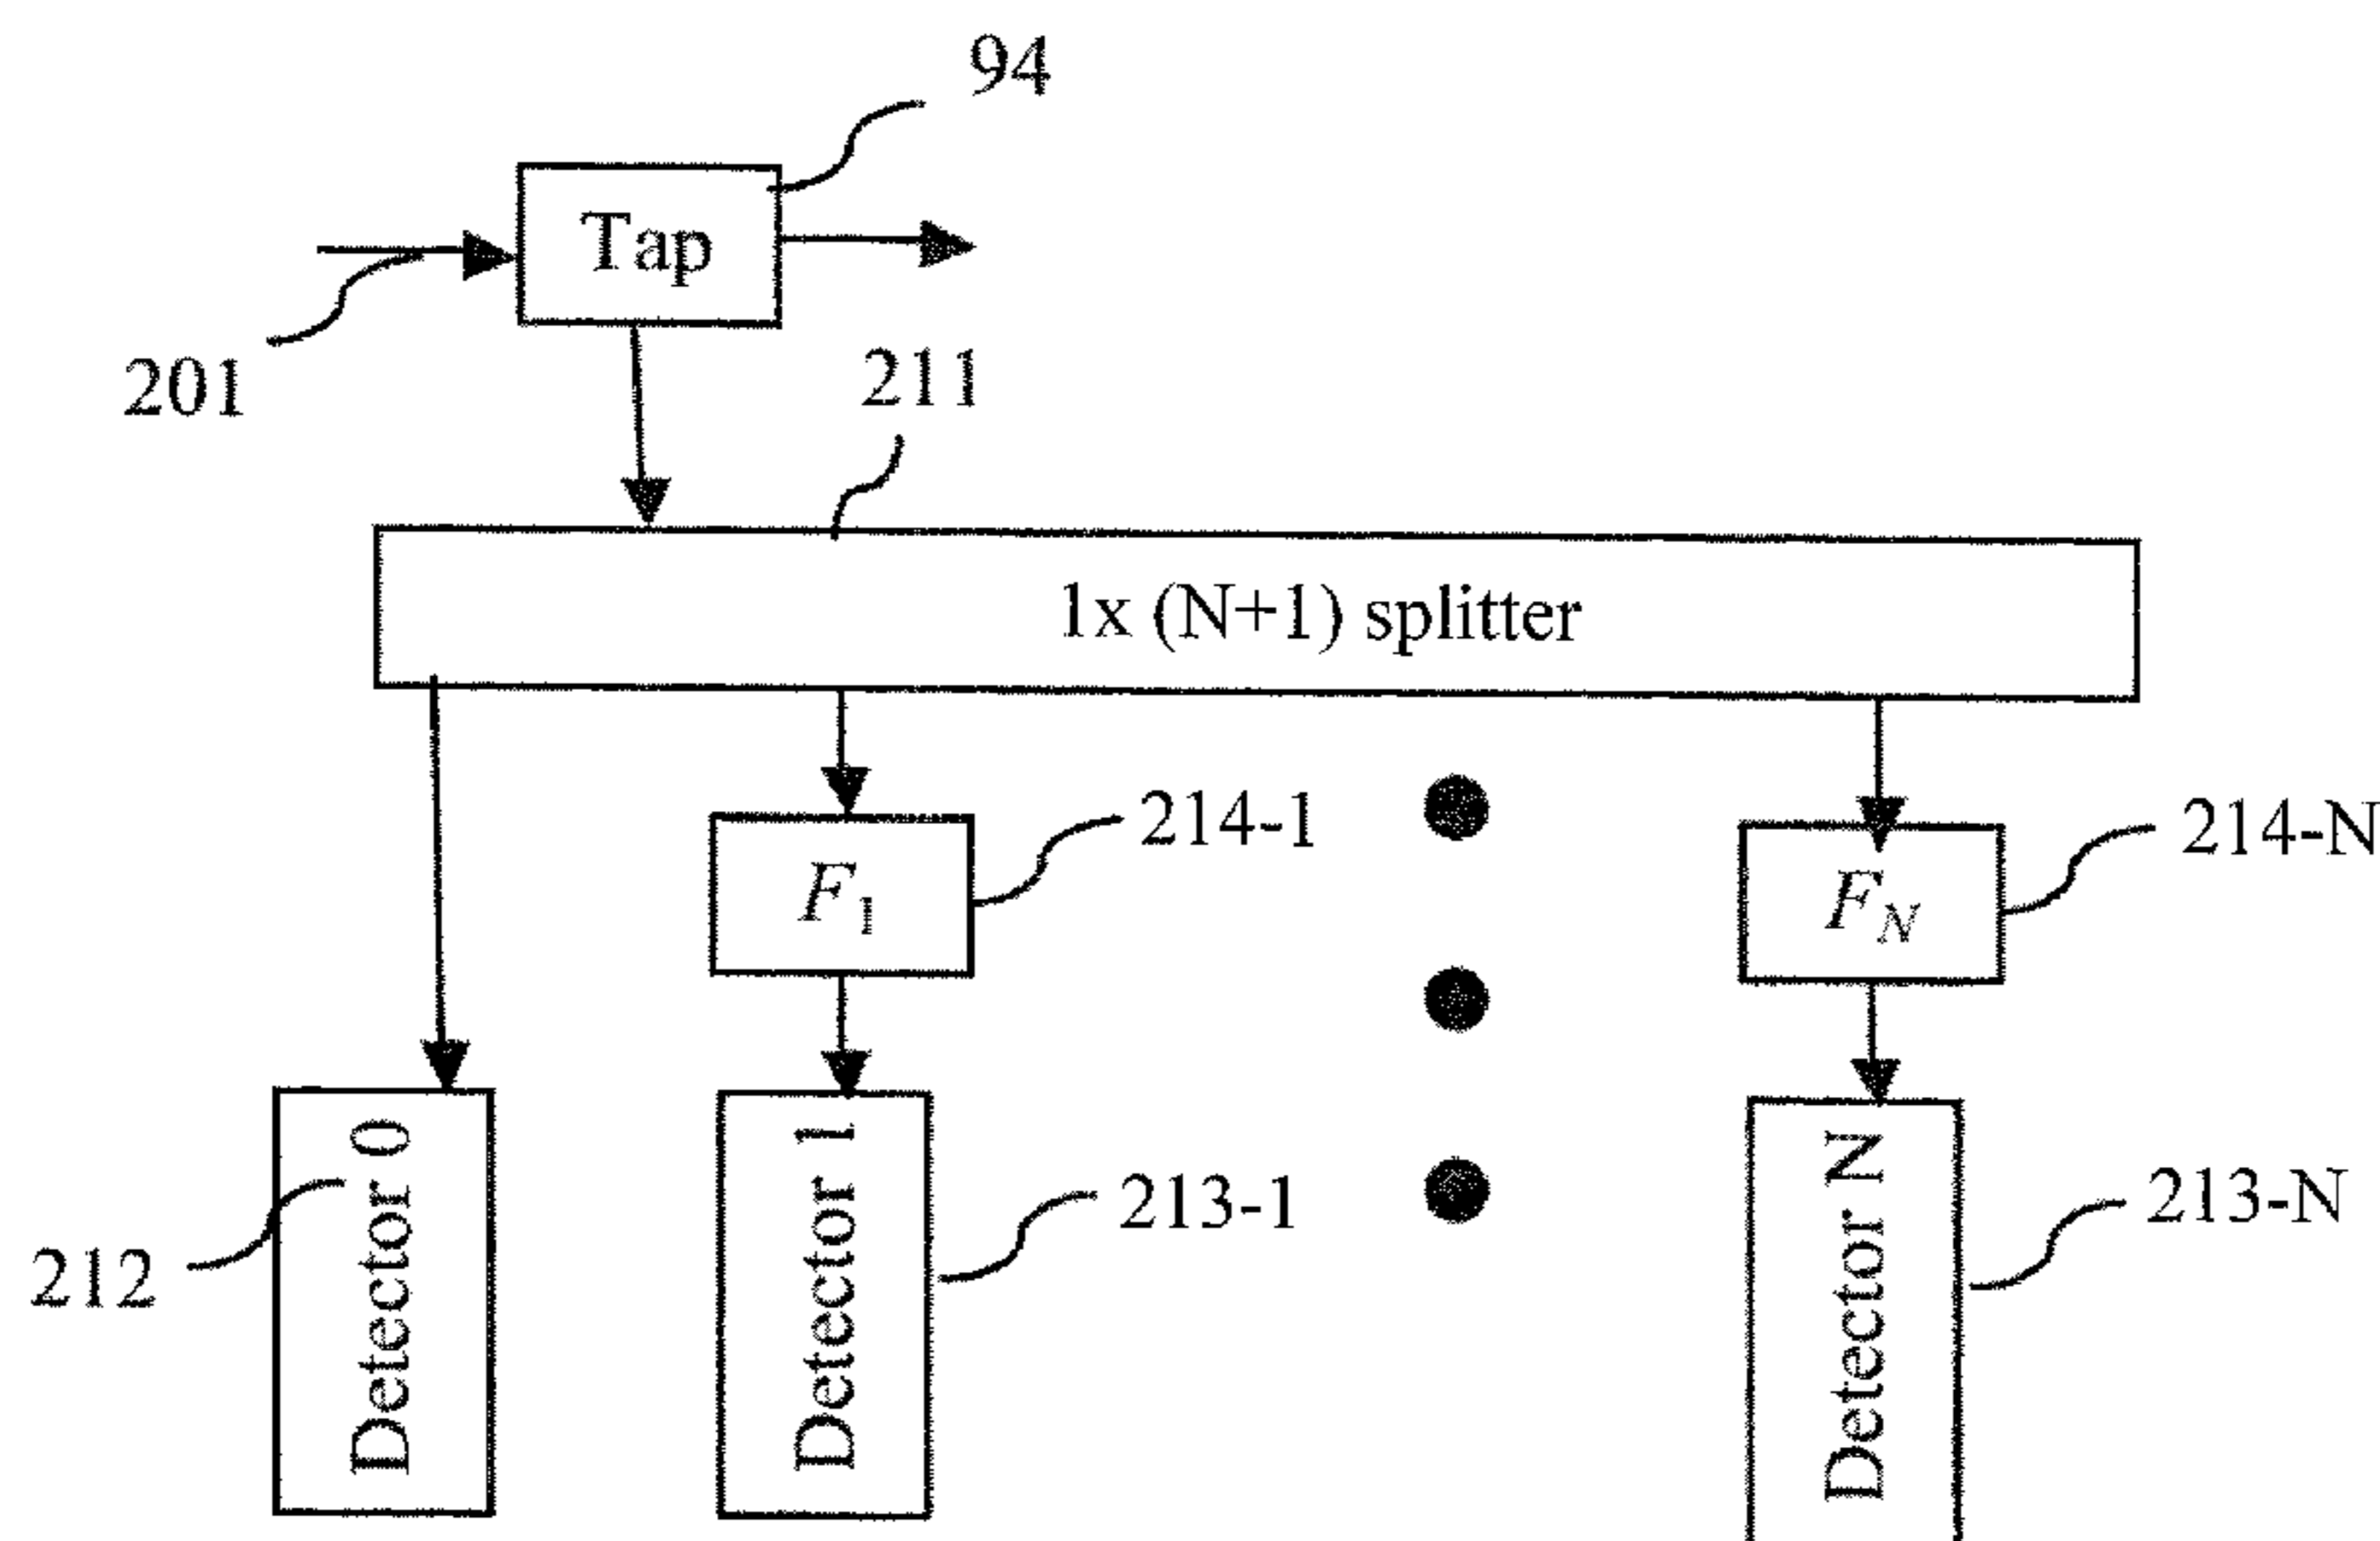 94
Tap
201
211
1x (N+1) splitter
214-1
214-N
F1
FN
Detector 0
Detector 1
Detector N
213-1
213-N
212